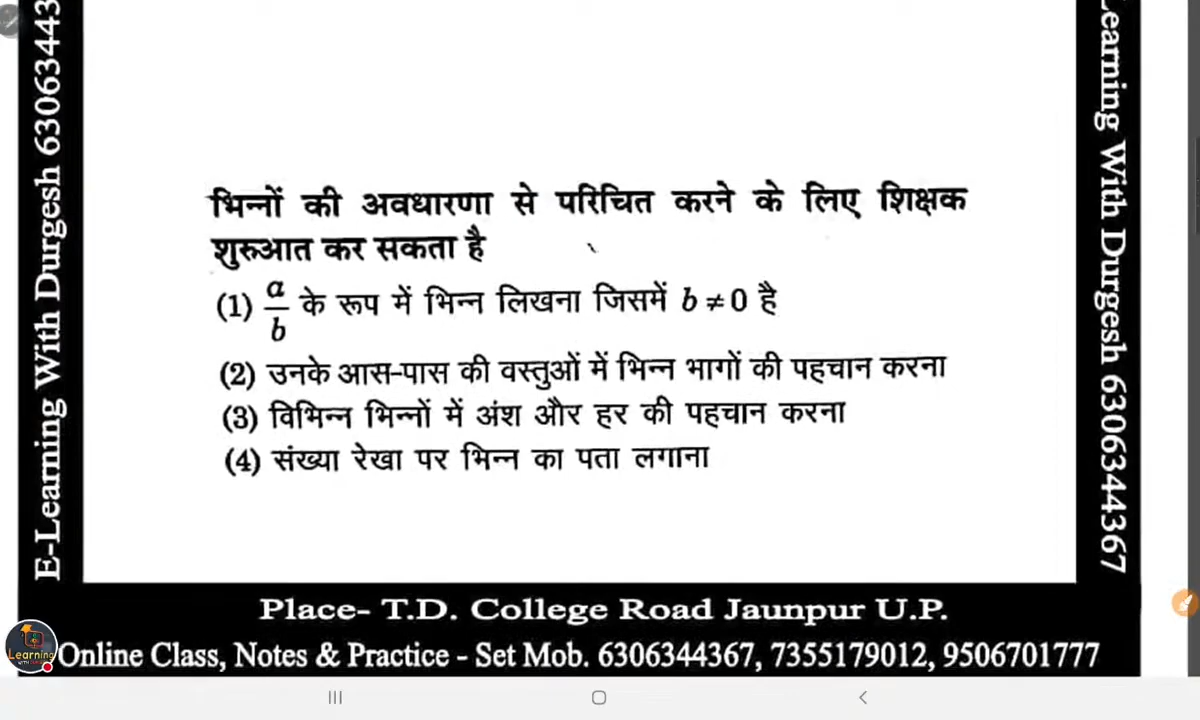 E-Learning With Durgesh 63063443
भिन्नों की अवधारणा से परिचित करने के लिए शिक्षक
शुरुआत कर सकता है
(1) a/b के रूप में भिन्न लिखना जिसमें b ≠ 0 है
(2) उनके आस-पास की वस्तुओं में भिन्न भागों की पहचान करना
(3) विभिन्न भिन्नों में अंश और हर की पहचान करना
(4) संख्या रेखा पर भिन्न का पता लगाना
Learning With Durgesh 6306344367
Place- T.D. College Road Jaunpur U.P.
Learning
Online Class, Notes & Practice - Set Mob. 6306344367, 7355179012, 9506701777